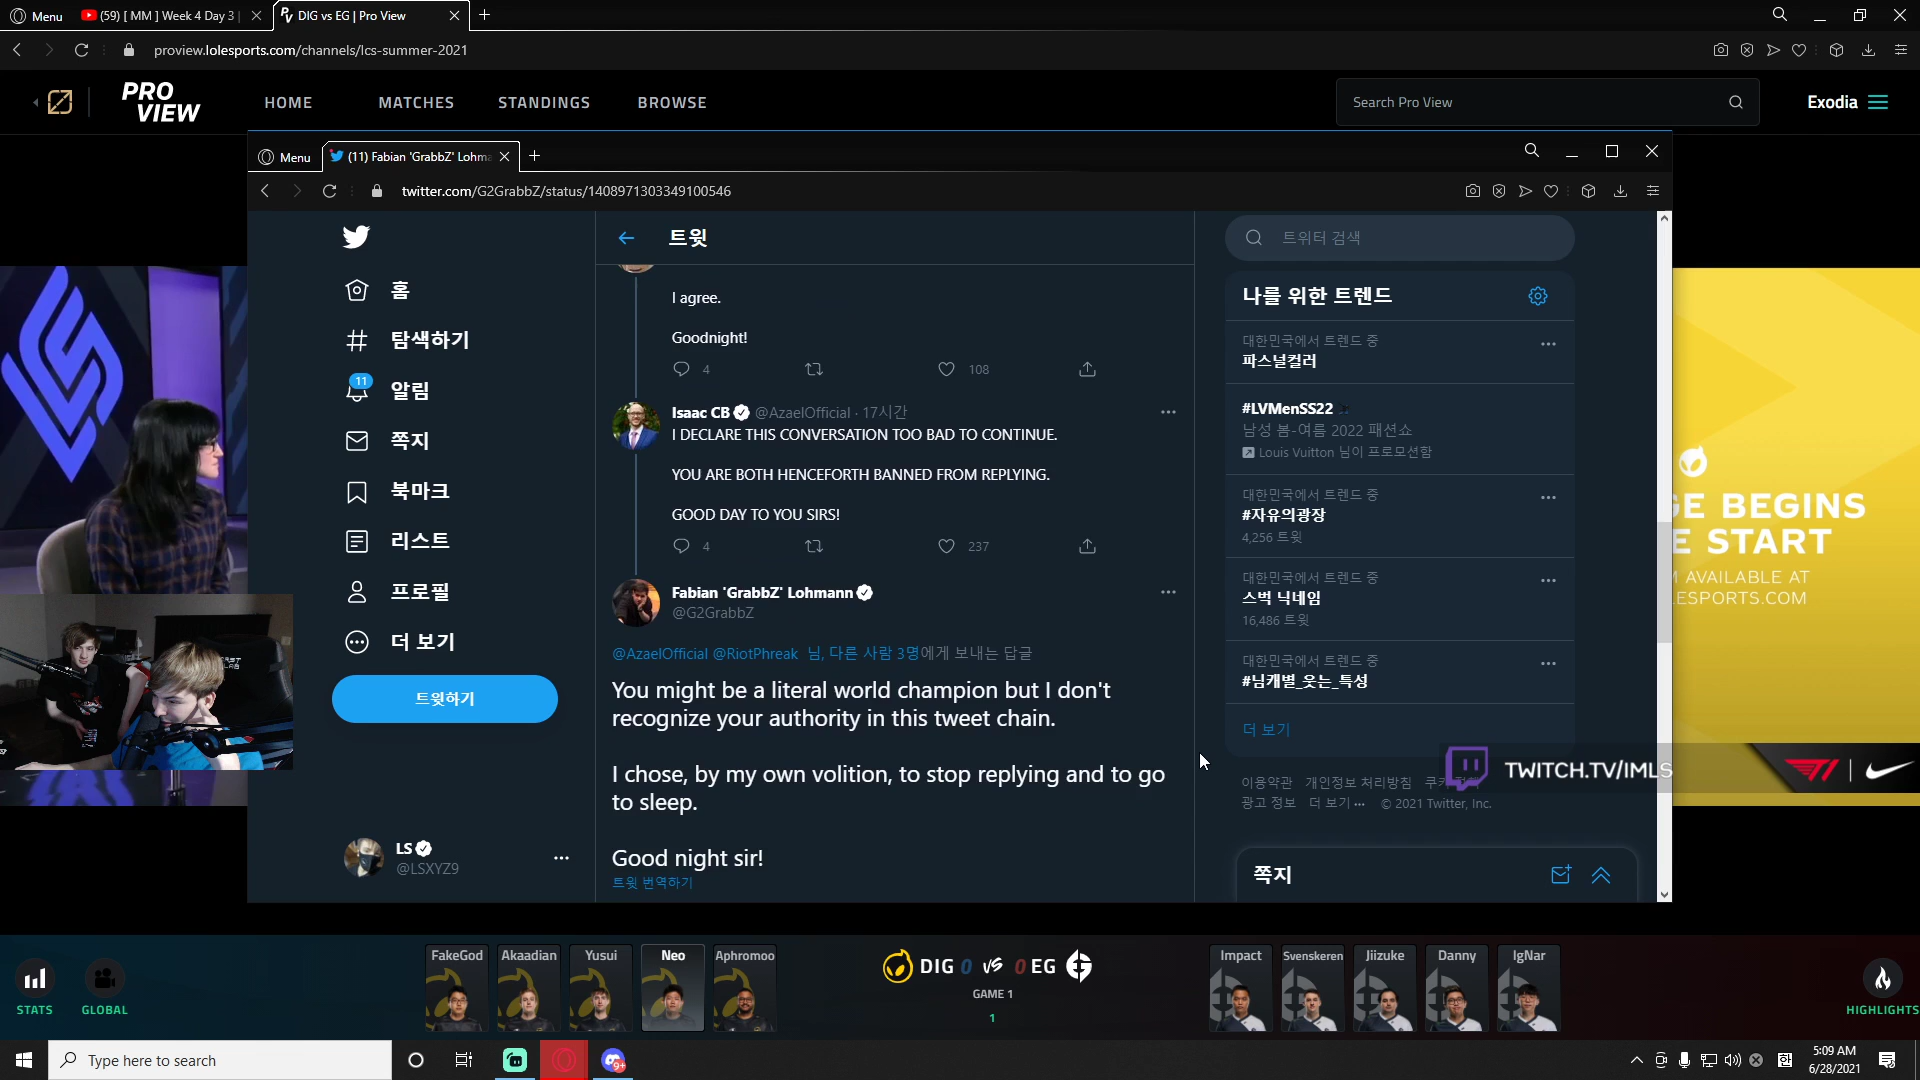 Menu
(59) [ MM ] Week 4 Day 3 |
DIG vs EG | Pro View
proview.lolesports.com/channels/lcs-summer-2021
PRO
VIEW
HOME
MATCHES
STANDINGS
BROWSE
Search Pro View
Exodia
Menu
(11) Fabian 'GrabbZ' Lohma
twitter.com/G2GrabbZ/status/1408971303349100546
홈
탐색하기
11
알림
쪽지
북마크
리스트
프로필
더 보기
트윗하기
LS
@LSXYZ9
트윗
I agree.
Goodnight!
4
108
Isaac CB @AzaelOfficial · 17시간
I DECLARE THIS CONVERSATION TOO BAD TO CONTINUE.
YOU ARE BOTH HENCEFORTH BANNED FROM REPLYING.
GOOD DAY TO YOU SIRS!
4
237
Fabian 'GrabbZ' Lohmann
@G2GrabbZ
@AzaelOfficial @RiotPhreak 님, 다른 사람 3명에게 보내는 답글
You might be a literal world champion but I don't
recognize your authority in this tweet chain.
I chose, by my own volition, to stop replying and to go
to sleep.
Good night sir!
트윗 번역하기
트위터 검색
나를 위한 트렌드
대한민국에서 트렌드 중
파스널컬러
#LVMenSS22
남성 봄-여름 2022 패션쇼
Louis Vuitton 님이 프로모션함
대한민국에서 트렌드 중
#자유의광장
4,256 트윗
대한민국에서 트렌드 중
스벅 닉네임
16,486 트윗
대한민국에서 트렌드 중
#님캐별_웃는_특성
더 보기
이용약관 개인정보 처리방침
광고 정보 더 보기 ··· © 2021 Twitter, Inc.
쪽지
TWITCH.TV/IMLS
GE BEGINS
E START
M AVAILABLE AT
LESPORTS.COM
T1
STATS
GLOBAL
FakeGod
Akaadian
Yusui
Neo
Aphromoo
DIG 0 VS 0 EG
GAME 1
1
Impact
Svenskeren
Jiizuke
Danny
IgNar
HIGHLIGHTS
Type here to search
9+
한
5:09 AM
6/28/2021